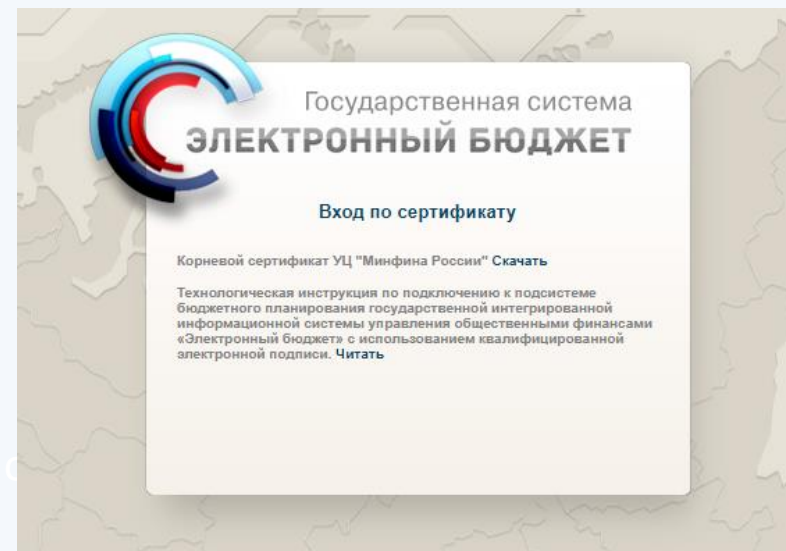 Государственная система
ЭЛЕКТРОННЫЙ БЮДЖЕТ
Вход по сертификату
Корневой сертификат УЦ "Минфина России" Скачать
Технологическая инструкция по подключению к подсистеме
бюджетного планирования государственной интегрированной
информационной системы управления общественными финансами
«Электронный бюджет» с использованием квалифицированной
электронной подписи. Читать